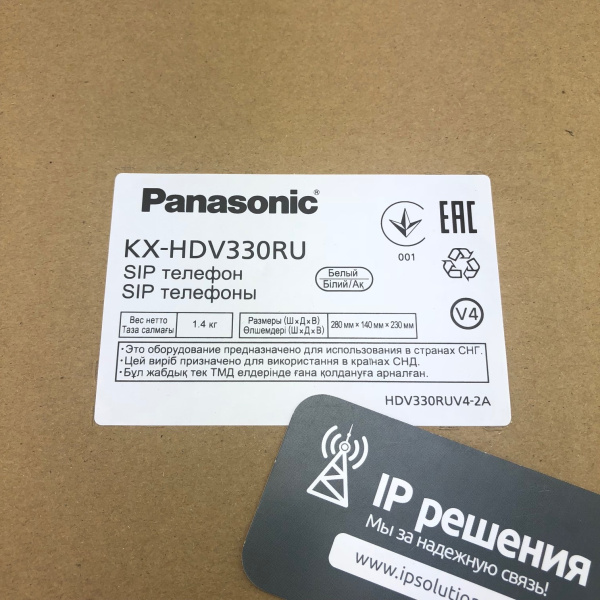 Panasonic®
001
EAC
KX-HDV330RU
SIP телефон
SIP телефоны
Белый
Білий/Ақ
V4
Вес нетто
Таза салмағы
1.4 кг
Размеры (Ш×Д×В)
Өлшемдері (Ш×Д×В)
280 мм × 140 мм × 230 мм
·Это оборудование предназначено для использования в странах СНГ.
·Цей виріб призначено для використання в країнах СНД.
·Бұл жабдық тек ТМД елдерінде ғана қолдануға арналған.
HDV330RUV4-2A
IP решения
Мы за надежную связь!
www.ipsolution